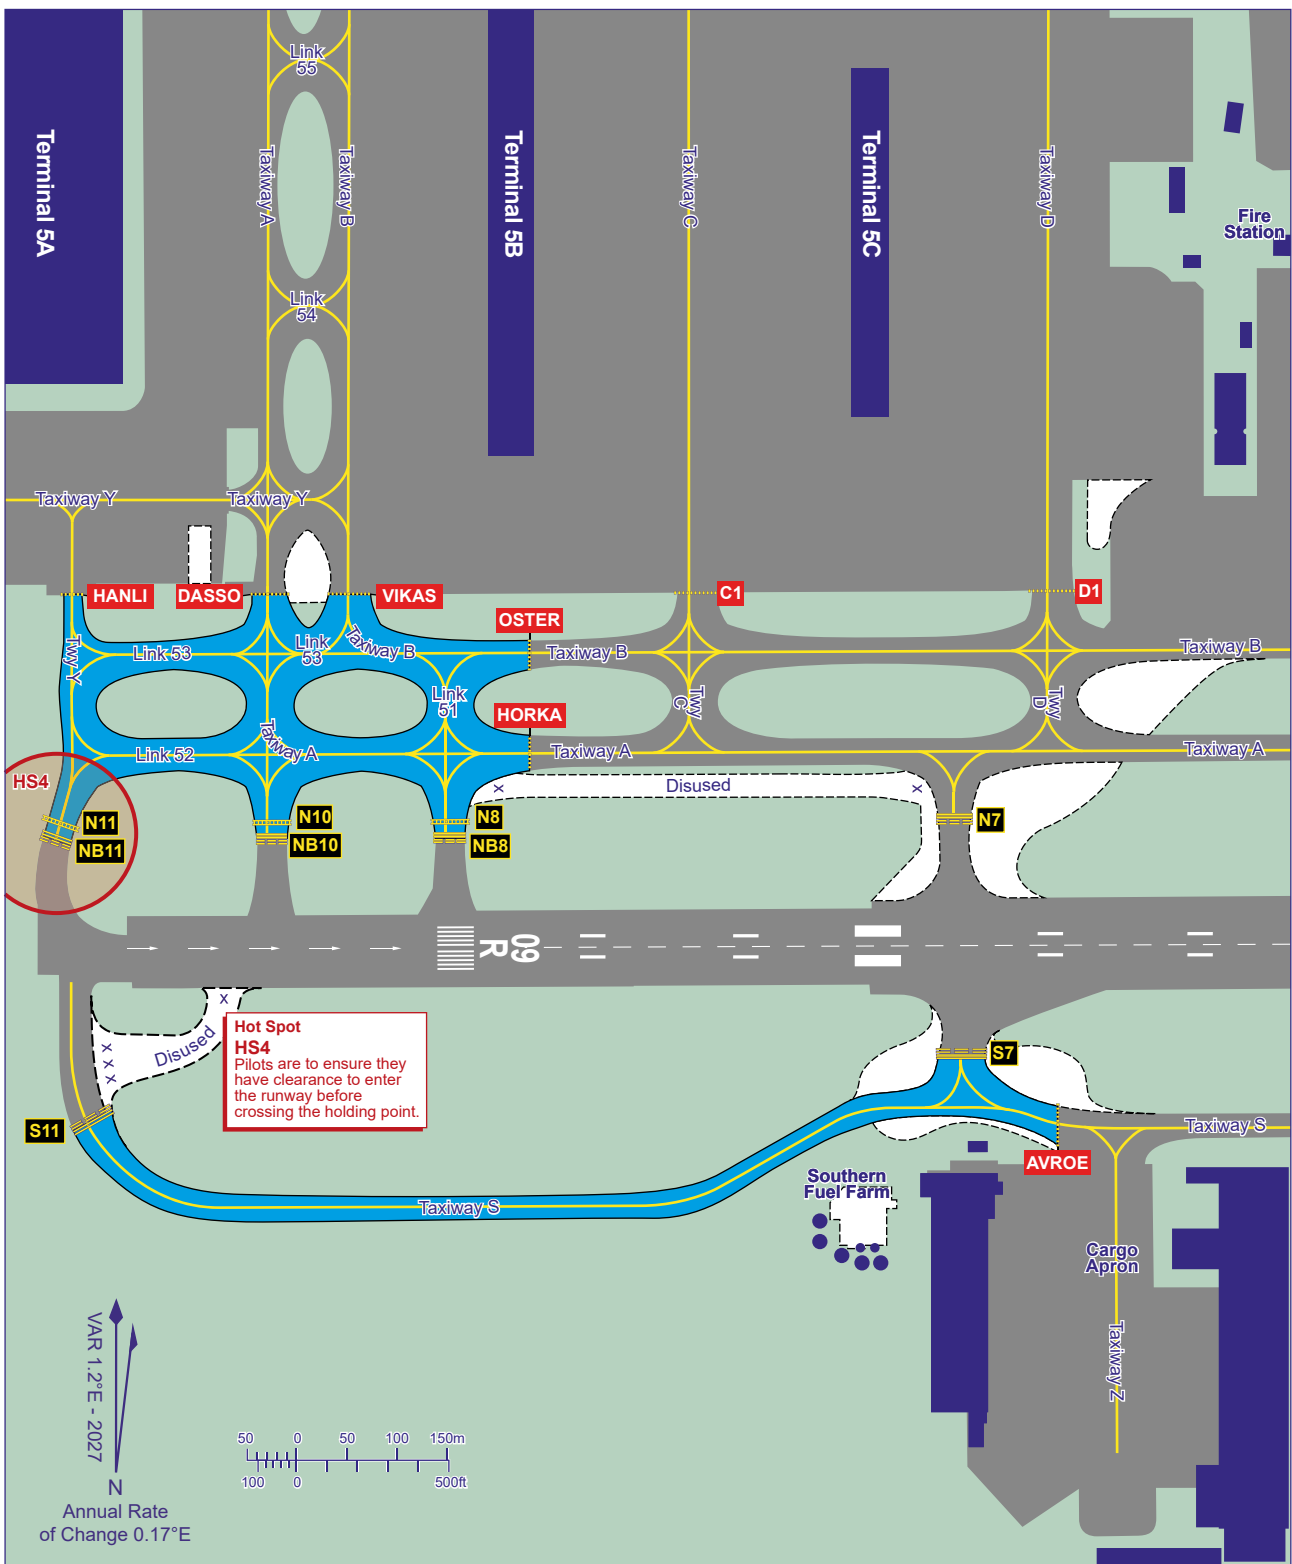 Link
55
Terminal 5A
Taxiway A
Taxiway B
Terminal 5B
Taxiway C
Terminal 5C
Taxiway D
Fire
Station
Link
54
Taxiway Y
Taxiway Y
HANLI
DASSO
VIKAS
C1
D1
OSTER
Twy Y
Link 53
Link
53
Taxiway B
Taxiway B
Taxiway B
Link
51
Twy
C
Twy
D
HORKA
Link 52
Taxiway A
Taxiway A
Taxiway A
HS4
x
Disused
x
N11
NB11
N10
NB10
N8
NB8
N7
09
R
x
Disused
x
x
x
Hot Spot
HS4
Pilots are to ensure they
have clearance to enter
the runway before
crossing the holding point.
S7
S11
Taxiway S
AVROE
Southern
Fuel Farm
Taxiway S
Cargo
Apron
Taxiway Z
VAR 1.2°E - 2027
N
Annual Rate
of Change 0.17°E
50 0 50 100 150m
100 0 500ft